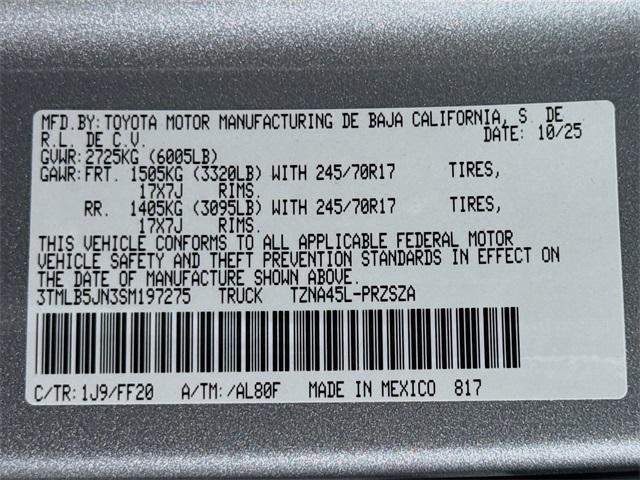 MFD.BY:TOYOTA MOTOR MANUFACTURING DE BAJA CALIFORNIA, S. DE
R.L. DE C.V. DATE: 10/25
GVWR:2725KG (6005LB)
GAWR:FRT. 1505KG (3320LB) WITH 245/70R17 TIRES,
17X7J RIMS.
RR. 1405KG (3095LB) WITH 245/70R17 TIRES,
17X7J RIMS.
THIS VEHICLE CONFORMS TO ALL APPLICABLE FEDERAL MOTOR
VEHICLE SAFETY AND THEFT PREVENTION STANDARDS IN EFFECT ON
THE DATE OF MANUFACTURE SHOWN ABOVE.
3TMLB5JN3SM197275 TRUCK TZNA45L-PRZSZA
C/TR:1J9/FF20 A/TM:/AL80F MADE IN MEXICO 817